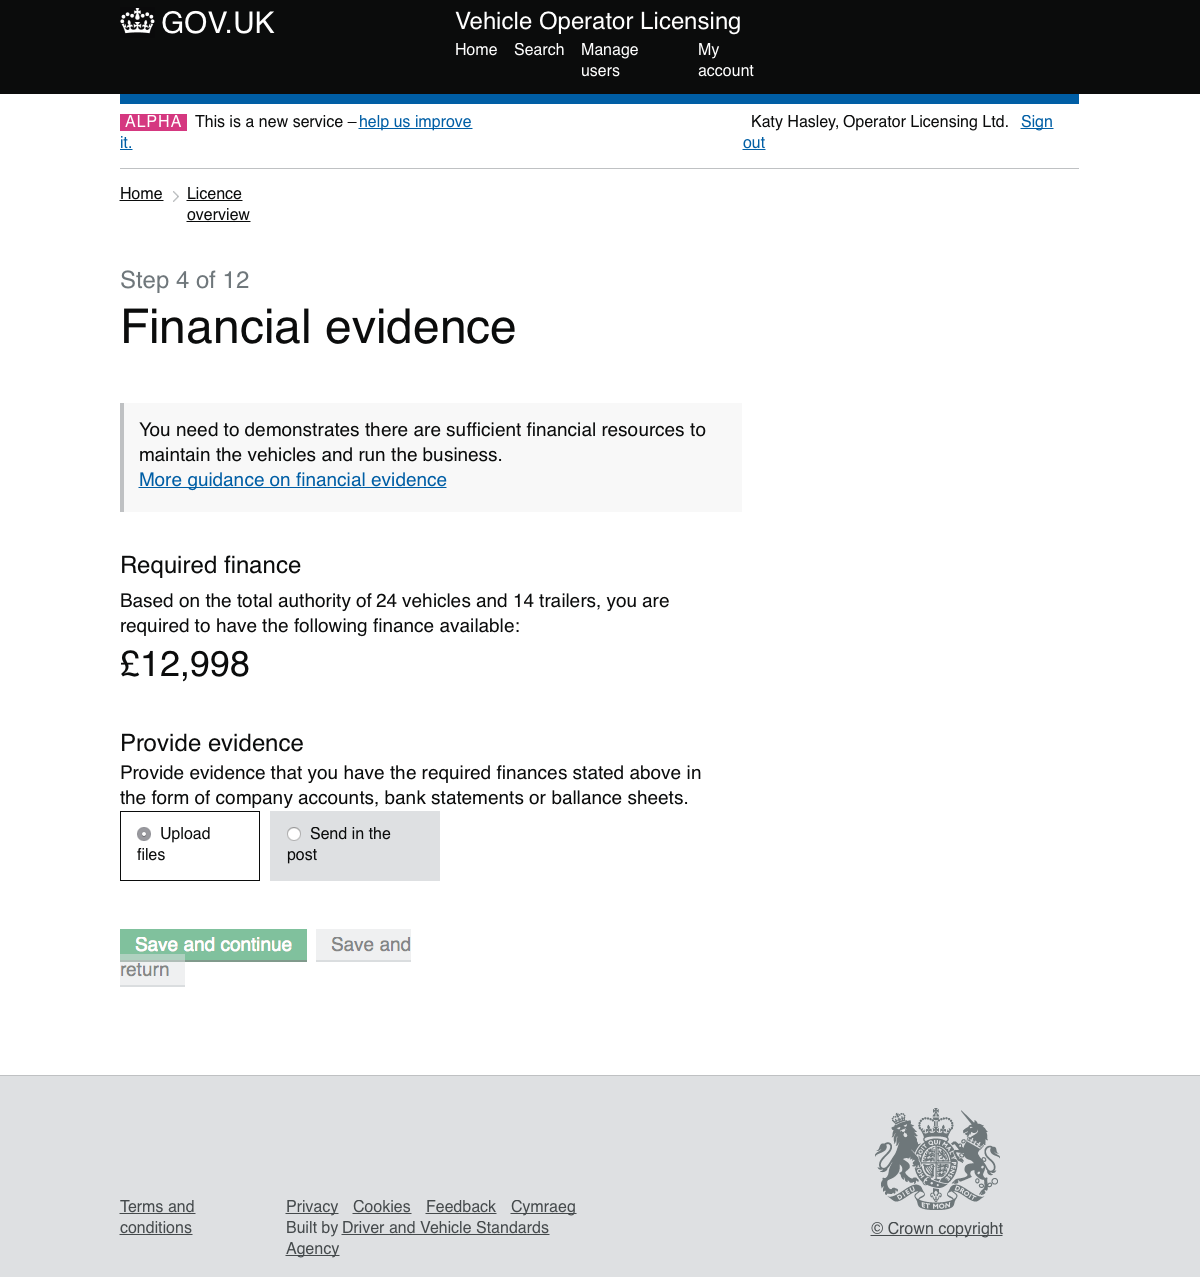 GOV.UK
Vehicle Operator Licensing
Home Search Manage users My account
ALPHA This is a new service – help us improve it.
Katy Hasley, Operator Licensing Ltd. Sign out
Home Licence overview
Step 4 of 12
Financial evidence
You need to demonstrates there are sufficient financial resources to
maintain the vehicles and run the business.
More guidance on financial evidence
Required finance
Based on the total authority of 24 vehicles and 14 trailers, you are
required to have the following finance available:
£12,998
Provide evidence
Provide evidence that you have the required finances stated above in
the form of company accounts, bank statements or ballance sheets.
Upload files
Send in the post
Save and continue
Save and return
Terms and conditions
Privacy Cookies Feedback Cymraeg
Built by Driver and Vehicle Standards
Agency
DIEU ET MON DROIT
© Crown copyright